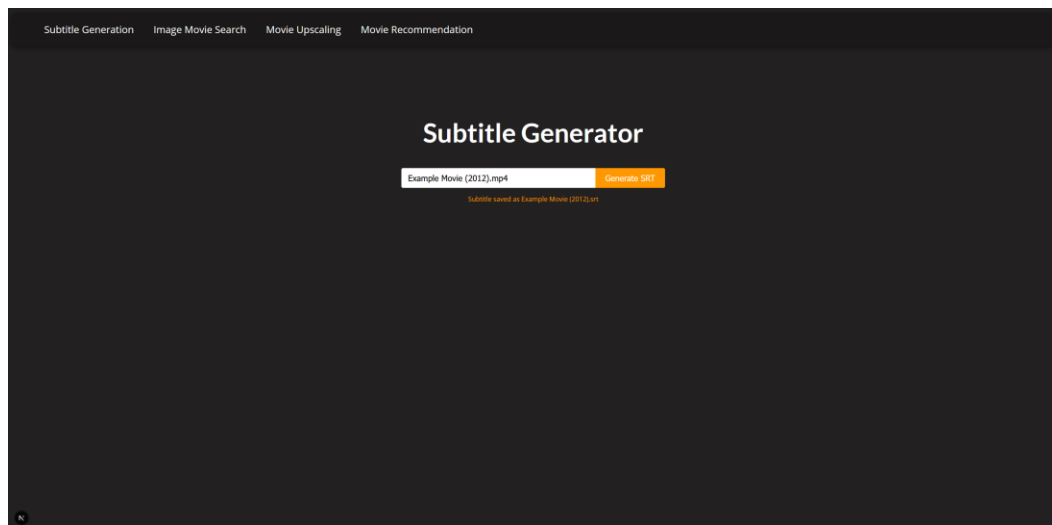 Subtitle Generation Image Movie Search Movie Upscaling Movie Recommendation
Subtitle Generator
Example Movie (2012).mp4 Generate SRT
Subtitle saved as Example Movie (2012).srt
N